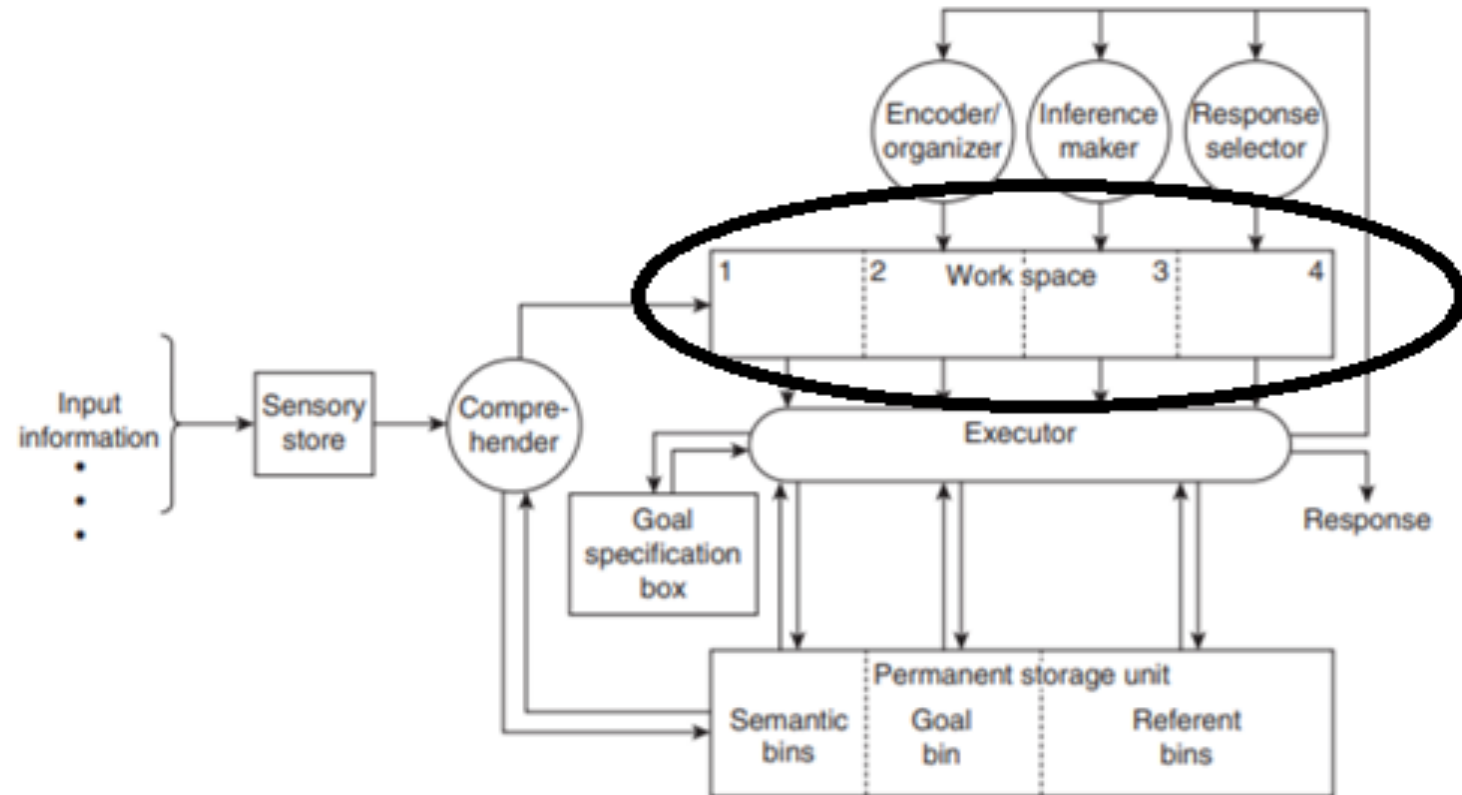 Encoder/
organizer
Inference
maker
Response
selector
1
2
Work space
3
4
Input
information
Sensory
store
Compre-
hender
Executor
Goal
specification
box
Response
Permanent storage unit
Semantic
bins
Goal
bin
Referent
bins